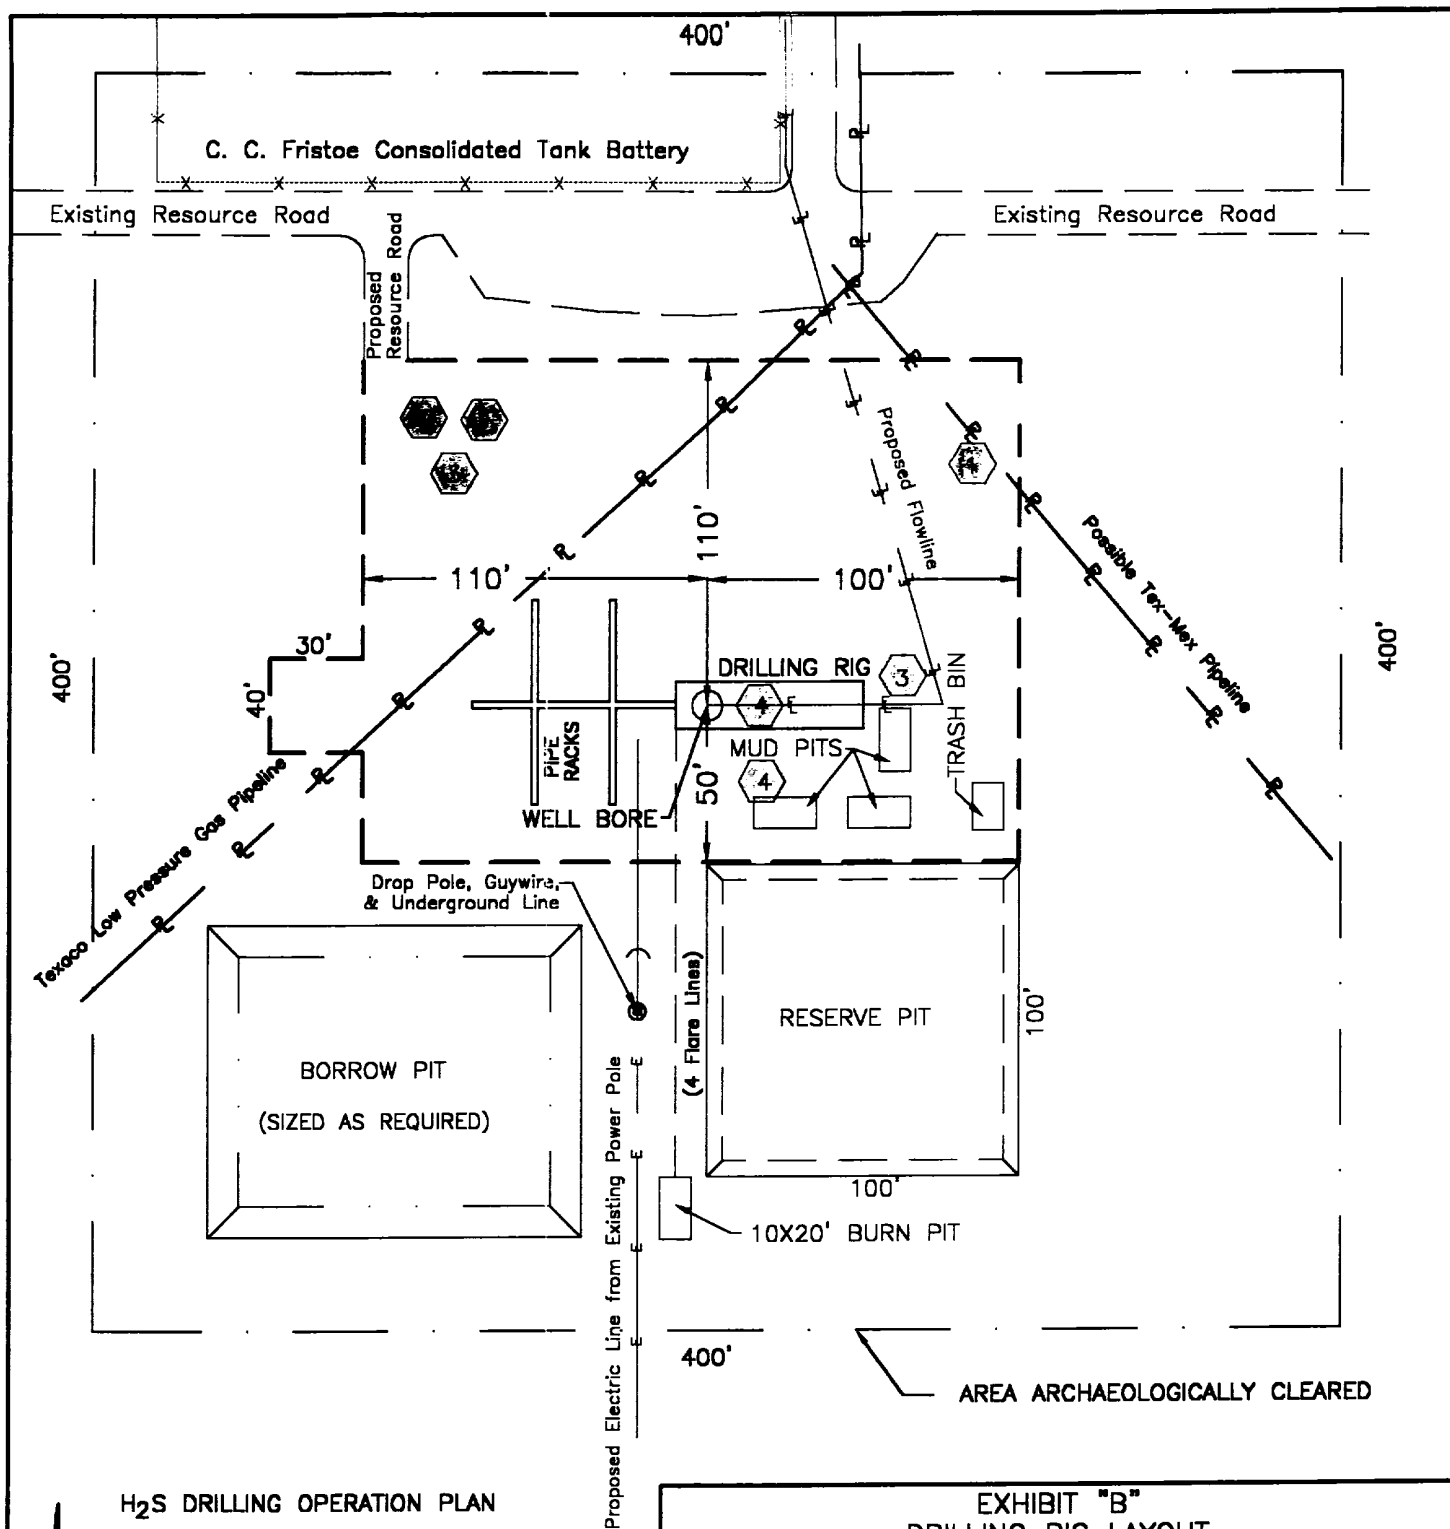 400'
C. C. Fristoe Consolidated Tank Battery
Existing Resource Road
Existing Resource Road
Proposed
Resource Road
Proposed Flowline
110'
110'
100'
Possible Tex-Mex Pipeline
30'
40'
400'
400'
DRILLING RIG
3
4
PIPE
RACKS
MUD PITS
TRASH BIN
4
50'
WELL BORE
Texaco Low Pressure Gas Pipeline
Drop Pole, Guywire,
& Underground Line
(4 Flare Lines)
RESERVE PIT
100'
100'
BORROW PIT
(SIZED AS REQUIRED)
Proposed Electric Line from Existing Power Pole
10X20' BURN PIT
400'
AREA ARCHAEOLOGICALLY CLEARED
H2S DRILLING OPERATION PLAN
EXHIBIT "B"
DRILLING RIG LAYOUT